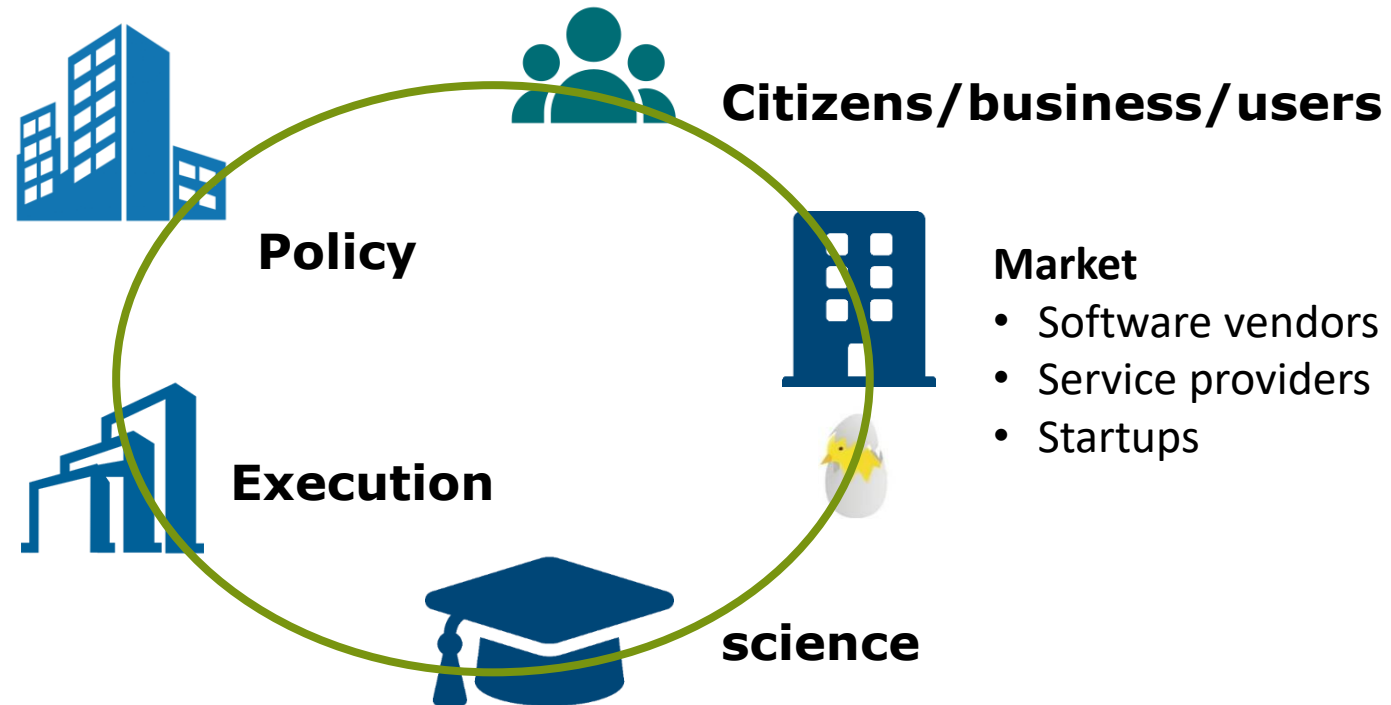 Citizens/business/users
Policy
Market
• Software vendors
• Service providers
• Startups
Execution
science